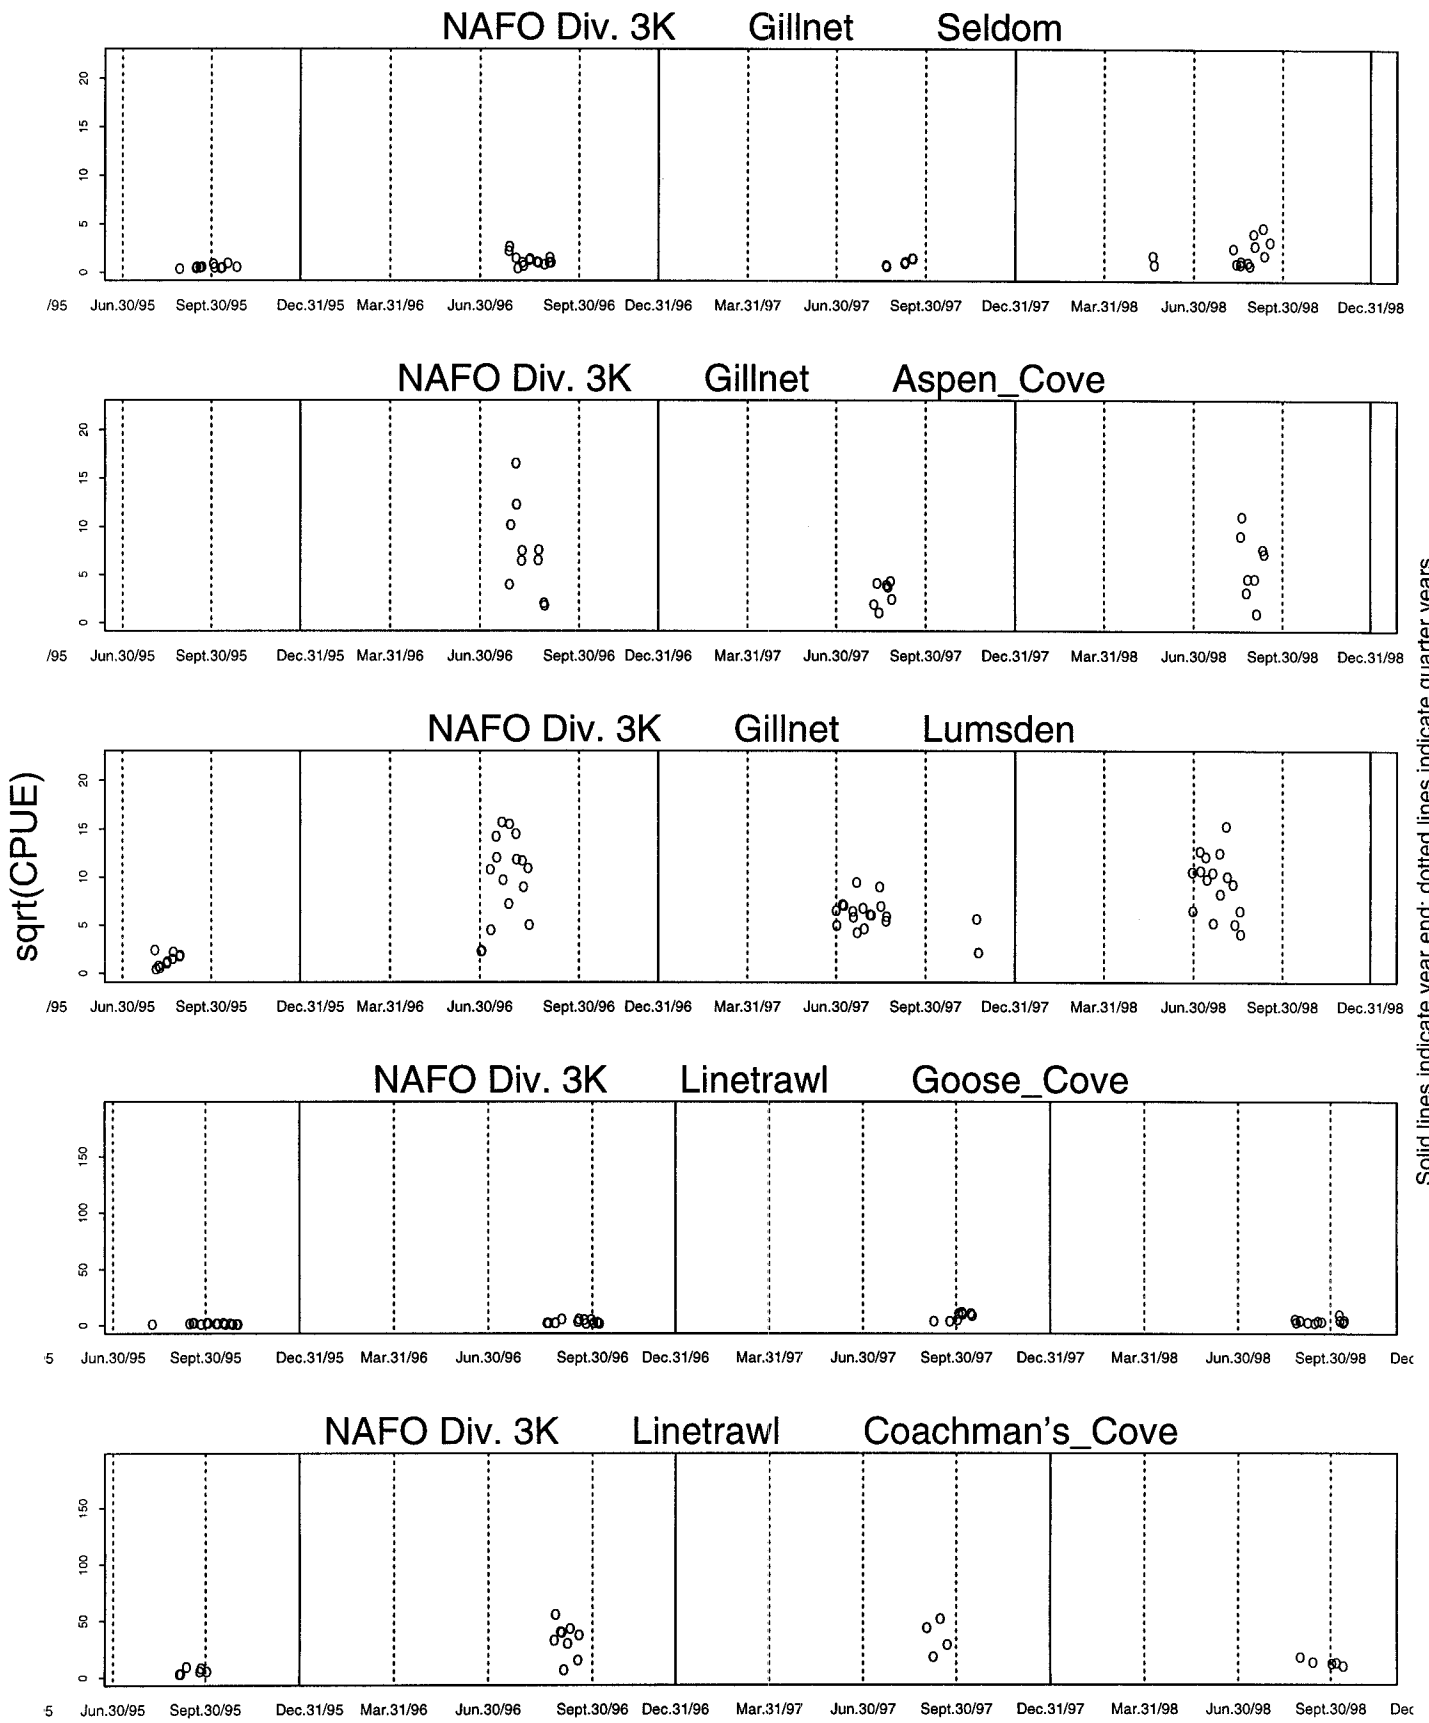 NAFO Div. 3K Gillnet Seldom
20
15
10
5
0
/95 Jun.30/95 Sept.30/95 Dec.31/95 Mar.31/96 Jun.30/96 Sept.30/96 Dec.31/96 Mar.31/97 Jun.30/97 Sept.30/97 Dec.31/97 Mar.31/98 Jun.30/98 Sept.30/98 Dec.31/98
NAFO Div. 3K Gillnet Aspen_Cove
20
15
10
5
0
/95 Jun.30/95 Sept.30/95 Dec.31/95 Mar.31/96 Jun.30/96 Sept.30/96 Dec.31/96 Mar.31/97 Jun.30/97 Sept.30/97 Dec.31/97 Mar.31/98 Jun.30/98 Sept.30/98 Dec.31/98
NAFO Div. 3K Gillnet Lumsden
sqrt(CPUE)
20
15
10
5
0
/95 Jun.30/95 Sept.30/95 Dec.31/95 Mar.31/96 Jun.30/96 Sept.30/96 Dec.31/96 Mar.31/97 Jun.30/97 Sept.30/97 Dec.31/97 Mar.31/98 Jun.30/98 Sept.30/98 Dec.31/98
Solid lines indicate year end; dotted lines indicate quarter years
NAFO Div. 3K Linetrawl Goose_Cove
150
100
50
0
5 Jun.30/95 Sept.30/95 Dec.31/95 Mar.31/96 Jun.30/96 Sept.30/96 Dec.31/96 Mar.31/97 Jun.30/97 Sept.30/97 Dec.31/97 Mar.31/98 Jun.30/98 Sept.30/98 Dec
NAFO Div. 3K Linetrawl Coachman's_Cove
150
100
50
0
5 Jun.30/95 Sept.30/95 Dec.31/95 Mar.31/96 Jun.30/96 Sept.30/96 Dec.31/96 Mar.31/97 Jun.30/97 Sept.30/97 Dec.31/97 Mar.31/98 Jun.30/98 Sept.30/98 Dec